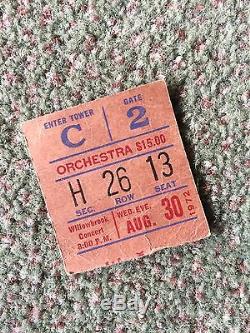 ENTER TOWER GATE
C 2
ORCHESTRA $15.00
H 26 13
SEC. ROW SEAT
Willowbrook WED. EVE.
Concert AUG. 30 1972
8:00 P.M.